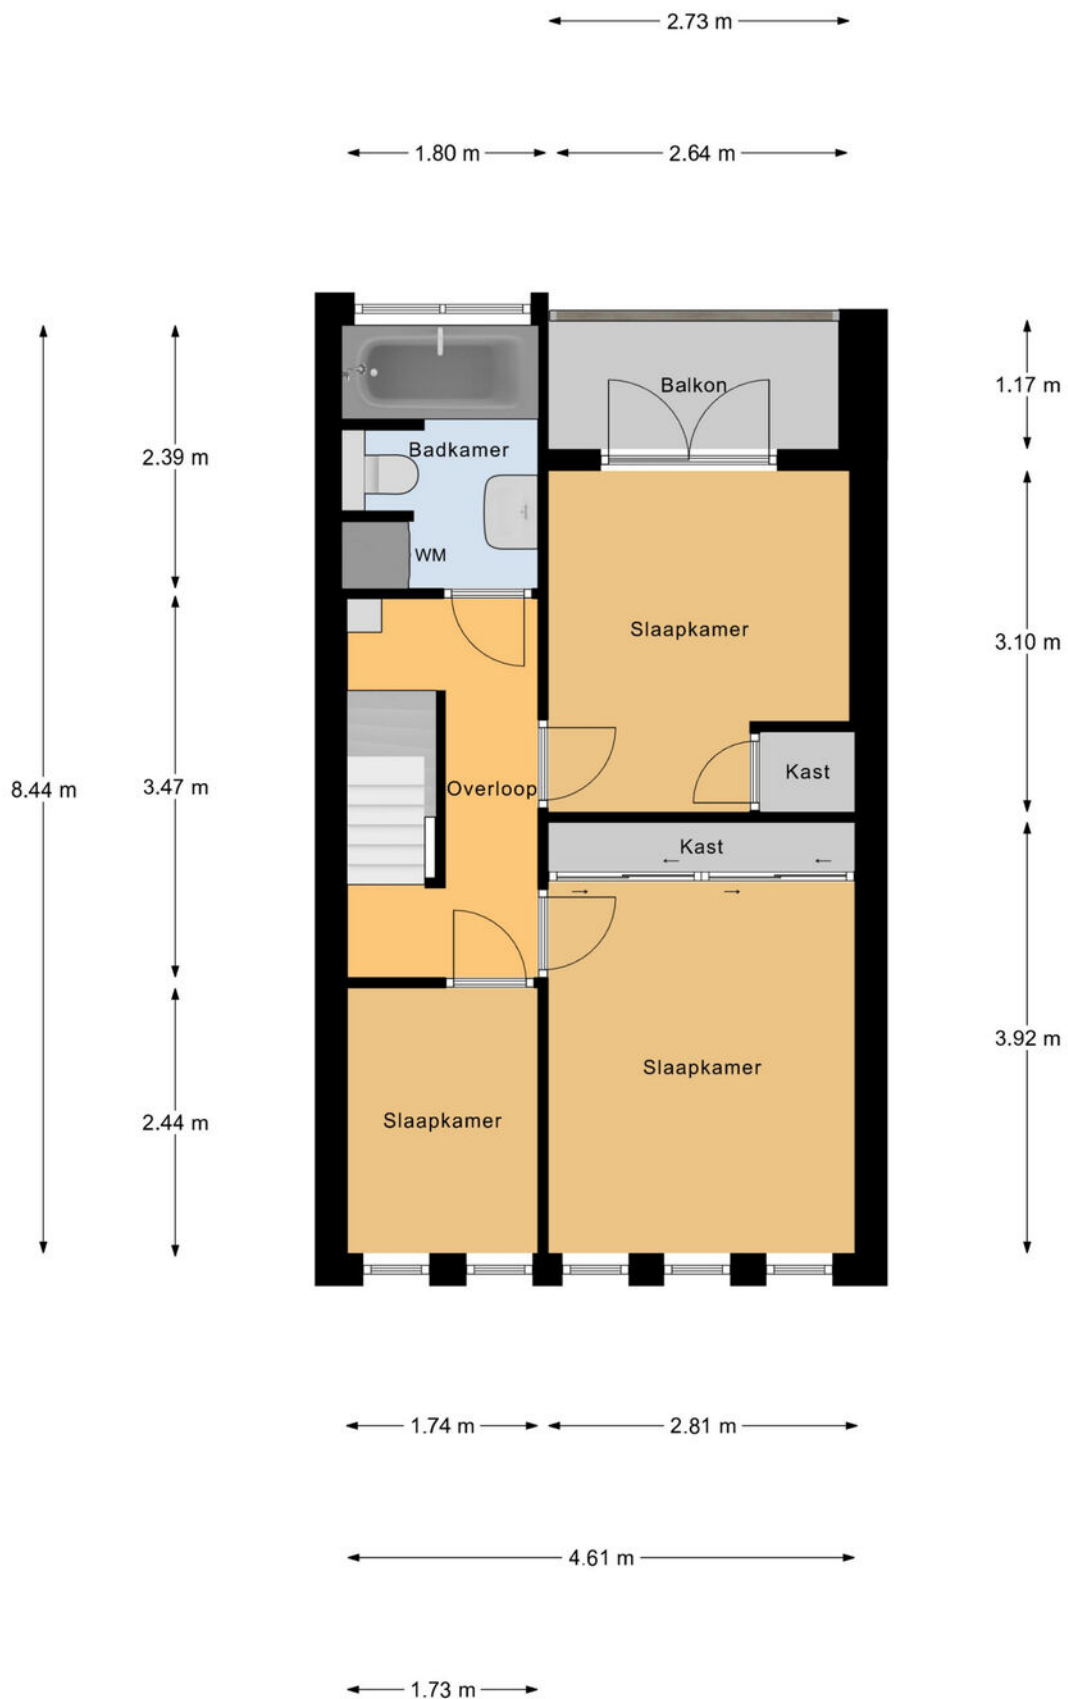 2.73 m
1.80 m
2.64 m
Balkon
1.17 m
Badkamer
2.39 m
WM
Slaapkamer
3.10 m
Kast
8.44 m
3.47 m
Overloop
Kast
3.92 m
Slaapkamer
Slaapkamer
2.44 m
1.74 m
2.81 m
4.61 m
1.73 m